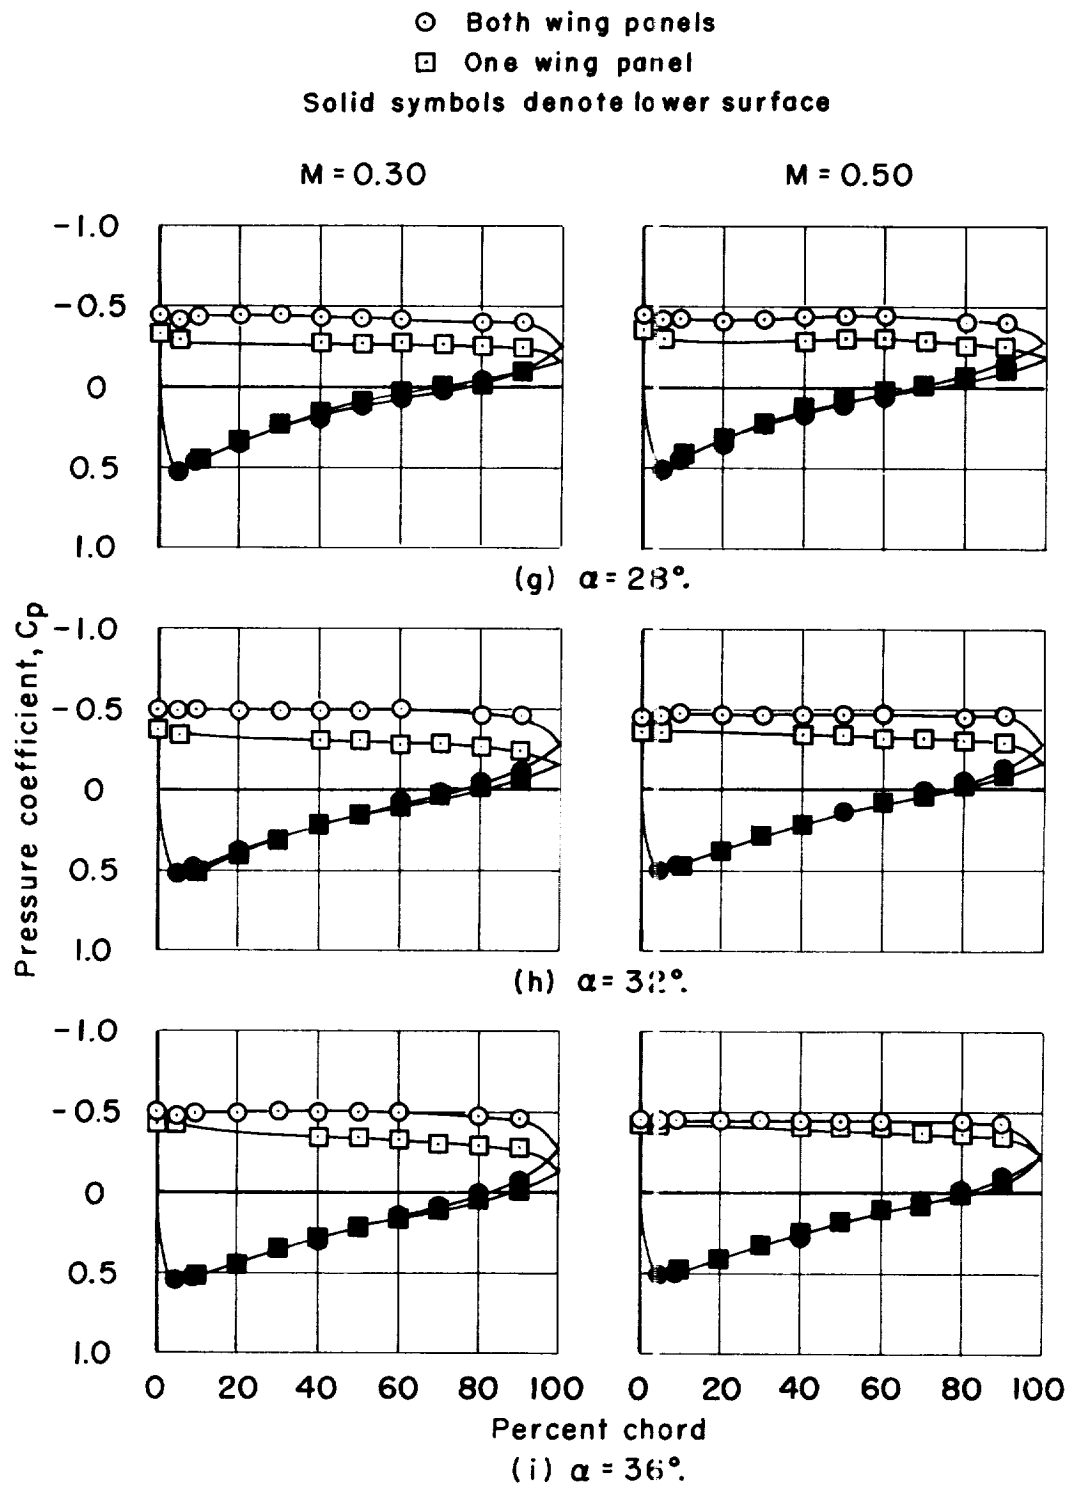 Both wing panels
One wing panel
Solid symbols denote lower surface
M = 0.30
M = 0.50
-1.0
-0.5
0
0.5
1.0
(g) α = 28°.
Pressure coefficient, Cp
-1.0
-0.5
0
0.5
1.0
(h) α = 32°.
-1.0
-0.5
0
0.5
1.0
0 20 40 60 80 100
0 20 40 60 80 100
Percent chord
(i) α = 36°.